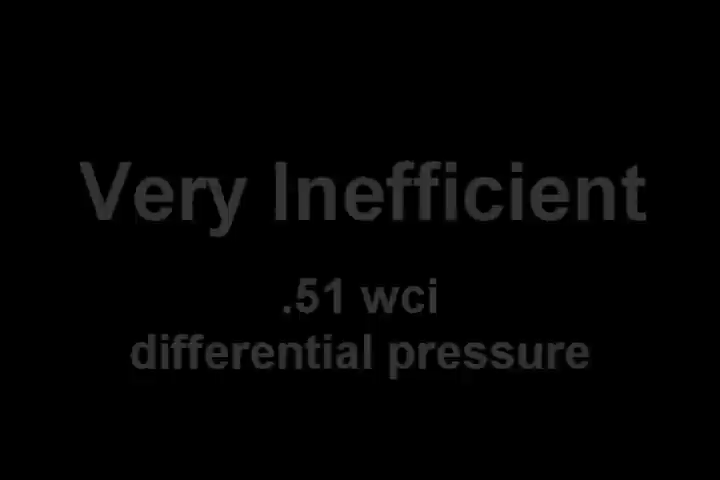 Very Inefficient
.51 wci
differential pressure